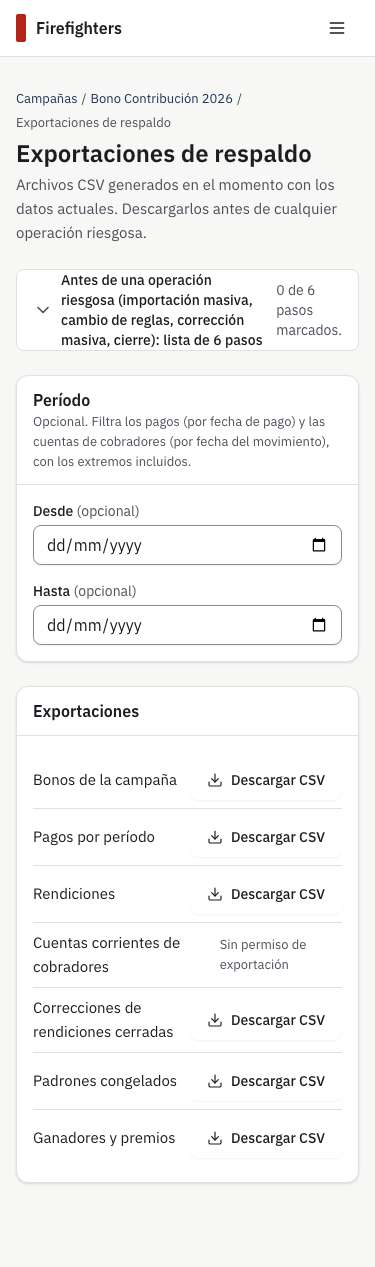 Firefighters
Campañas / Bono Contribución 2026 /
Exportaciones de respaldo
Exportaciones de respaldo
Archivos CSV generados en el momento con los
datos actuales. Descargarlos antes de cualquier
operación riesgosa.
Antes de una operación
riesgosa (importación masiva,
cambio de reglas, corrección
masiva, cierre): lista de 6 pasos
0 de 6
pasos
marcados.
Período
Opcional. Filtra los pagos (por fecha de pago) y las
cuentas de cobradores (por fecha del movimiento),
con los extremos incluidos.
Desde (opcional)
dd/mm/yyyy
Hasta (opcional)
dd/mm/yyyy
Exportaciones
Bonos de la campaña Descargar CSV
Pagos por período Descargar CSV
Rendiciones Descargar CSV
Cuentas corrientes de
cobradores
Sin permiso de
exportación
Correcciones de
rendiciones cerradas
Descargar CSV
Padrones congelados Descargar CSV
Ganadores y premios Descargar CSV